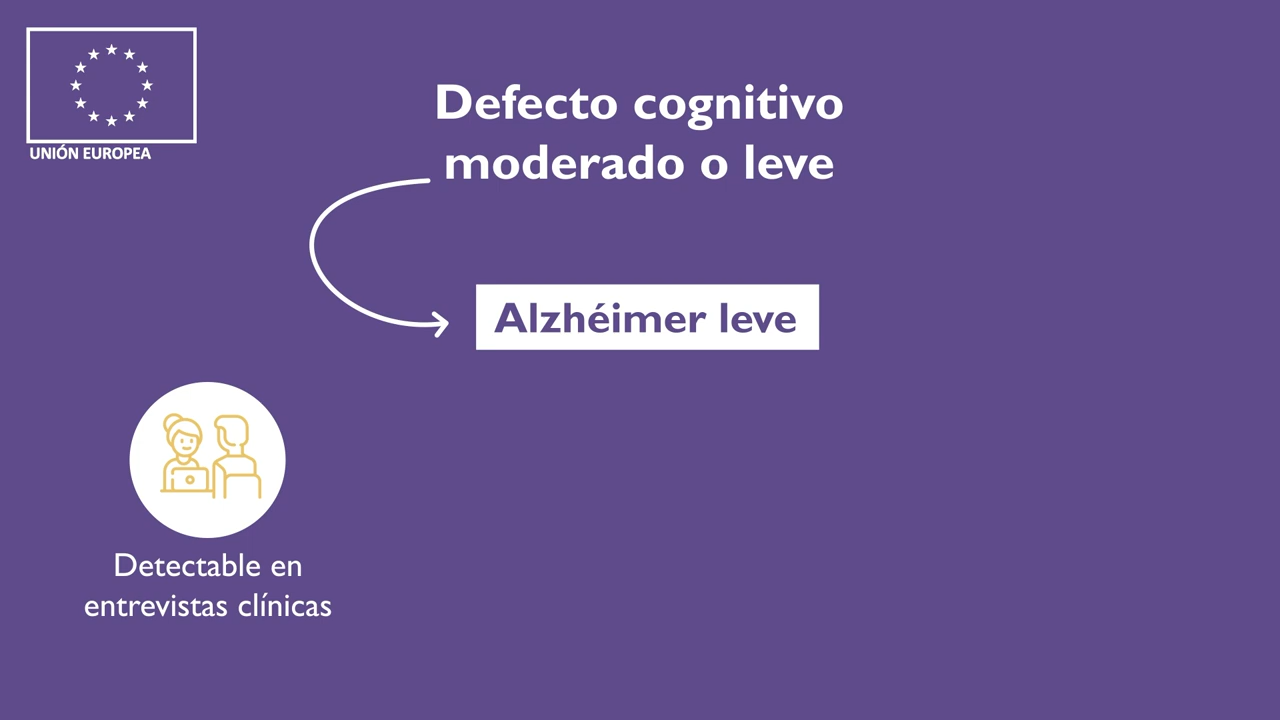 UNIÓN EUROPEA
Defecto cognitivo
moderado o leve
Alzhéimer leve
Detectable en
entrevistas clínicas